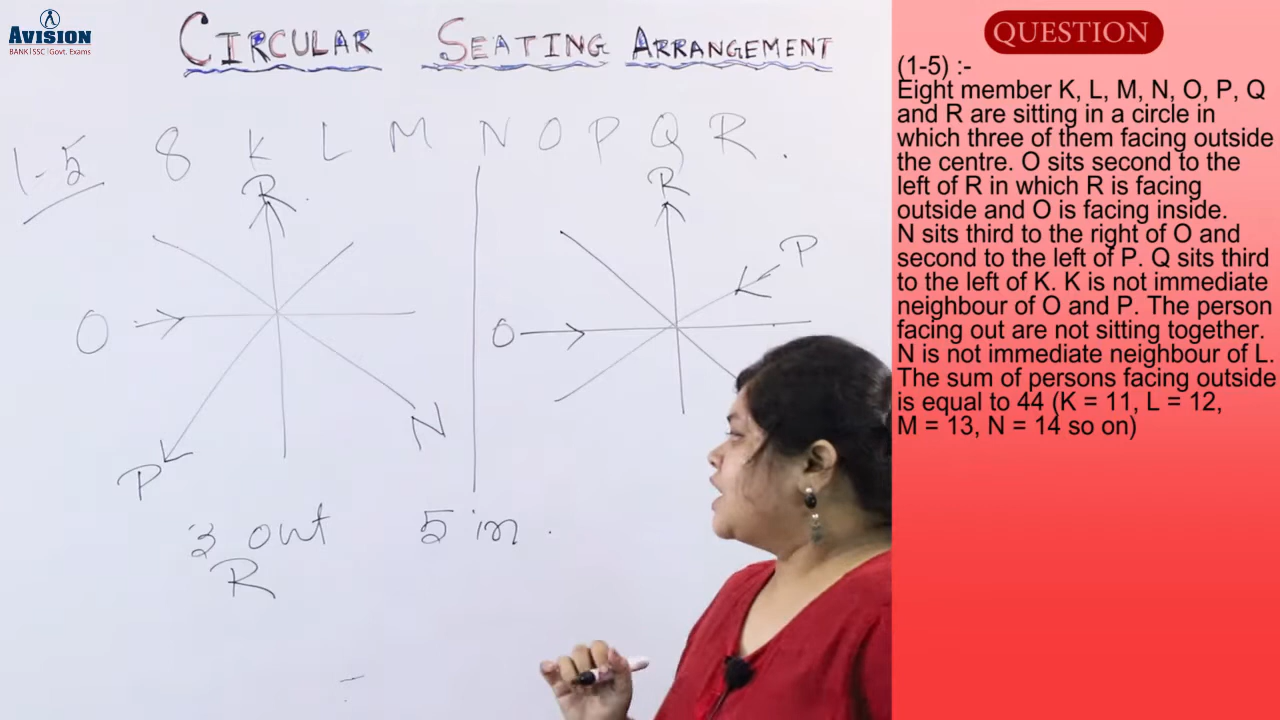 AVISION
BANK|SSC|Govt. Exams
CIRCULAR SEATING ARRANGEMENT
1-5 8 K L M N O P Q R .
R
O
N
P
R
P
O
3 out 5 in .
R
QUESTION
(1-5) :-
Eight member K, L, M, N, O, P, Q
and R are sitting in a circle in
which three of them facing outside
the centre. O sits second to the
left of R in which R is facing
outside and O is facing inside.
N sits third to the right of O and
second to the left of P. Q sits third
to the left of K. K is not immediate
neighbour of O and P. The person
facing out are not sitting together.
N is not immediate neighbour of L.
The sum of persons facing outside
is equal to 44 (K = 11, L = 12,
M = 13, N = 14 so on)